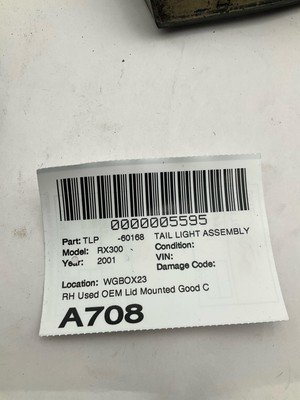 0000005595
Part: TLP -60168 TAIL LIGHT ASSEMBLY
Model: RX300 Condition:
Year: 2001 VIN:
Damage Code:
Location: WGBOX23
RH Used OEM Lid Mounted Good C
A708